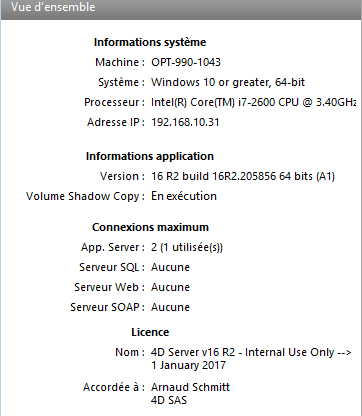 Vue d'ensemble
Informations système
Machine : OPT-990-1043
Système : Windows 10 or greater, 64-bit
Processeur : Intel(R) Core(TM) i7-2600 CPU @ 3.40GHz
Adresse IP : 192.168.10.31
Informations application
Version : 16 R2 build 16R2.205856 64 bits (A1)
Volume Shadow Copy : En exécution
Connexions maximum
App. Server : 2 (1 utilisée(s))
Serveur SQL : Aucune
Serveur Web : Aucune
Serveur SOAP : Aucune
Licence
Nom : 4D Server v16 R2 - Internal Use Only -->
1 January 2017
Accordée à : Arnaud Schmitt
4D SAS